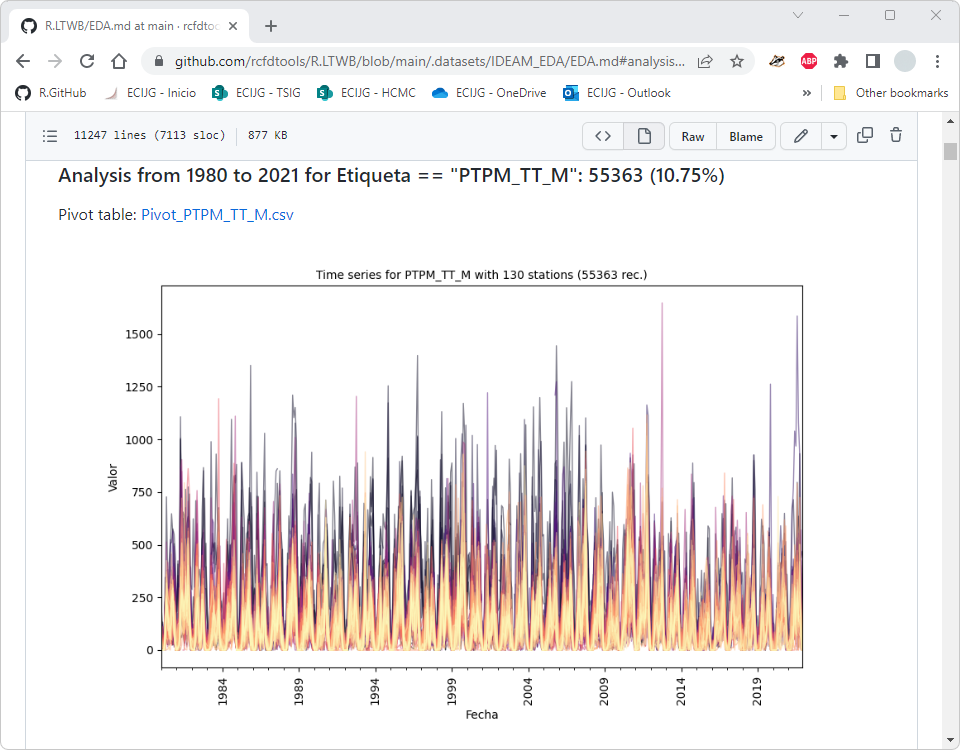 R.LTWB/EDA.md at main · rcfdtoo
github.com/rcfdtools/R.LTWB/blob/main/.datasets/IDEAM_EDA/EDA.md#analysis...
ABP
R.GitHub
ECIJG - Inicio
S ECIJG - TSIG
S ECIJG - HCMC
ECIJG - OneDrive
ECIJG - Outlook
»
Other bookmarks
11247 lines (7113 sloc)
877 KB
<>
Raw
Blame
Analysis from 1980 to 2021 for Etiqueta == "PTPM_TT_M": 55363 (10.75%)
Pivot table: Pivot_PTPM_TT_M.csv
Time series for PTPM_TT_M with 130 stations (55363 rec.)
Valor
1500
1250
1000
750
500
250
0
1984
1989
1994
1999
2004
2009
2014
2019
Fecha